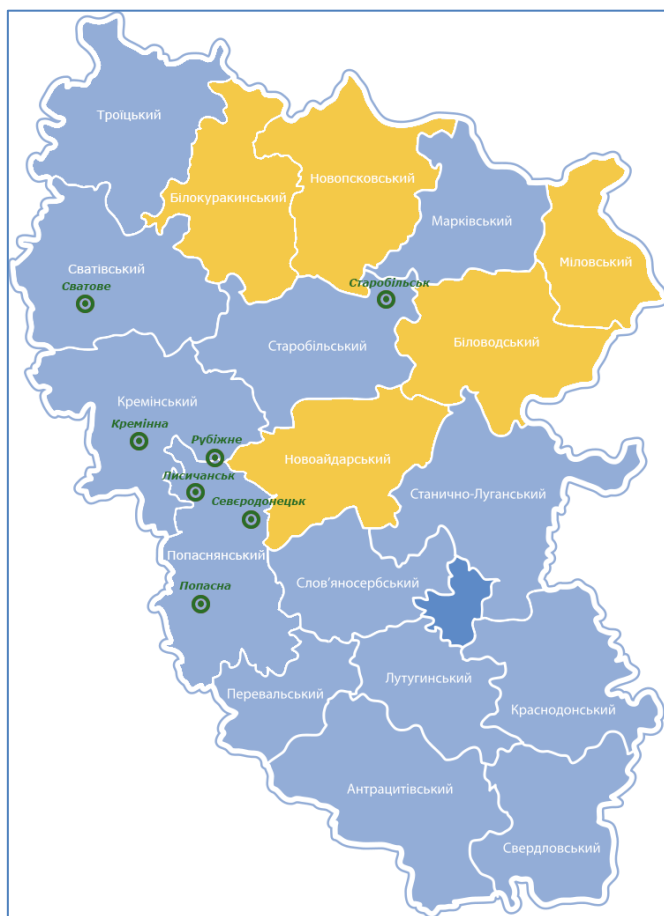 Троїцький
Білокуракинський
Новопсковський
Марківський
Міловський
Сватівський
Сватове
Старобільськ
Старобільський
Біловодський
Кремінський
Кремінна
Рубіжне
Новоайдарський
Лисичанськ
Станично-Луганський
Сєвєродонецьк
Попаснянський
Слов'яносербський
Попасна
Перевальський
Лутугинський
Краснодонський
Антрацитівський
Свердловський